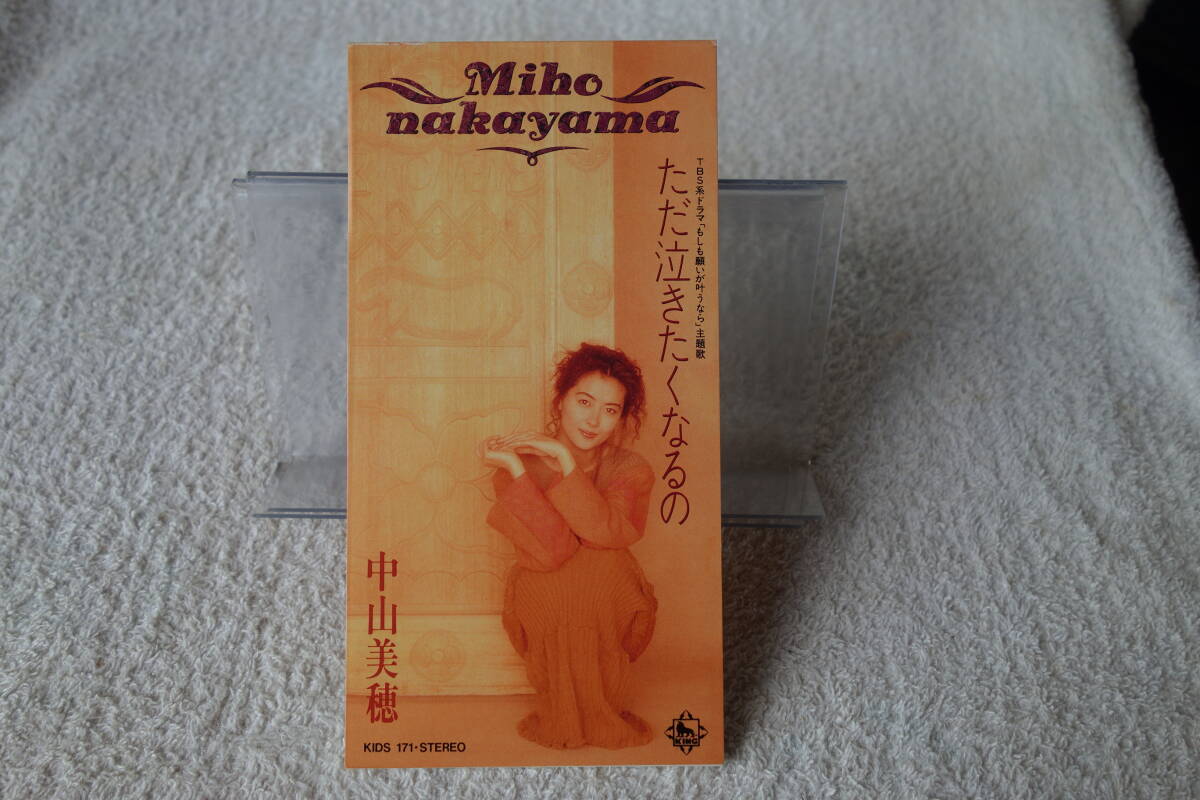 Miho
nakayama
TBS系ドラマ「もしも願いが叶うなら」主題歌
ただ泣きたくなるの
中山美穂
KIDS 171・STEREO
KING